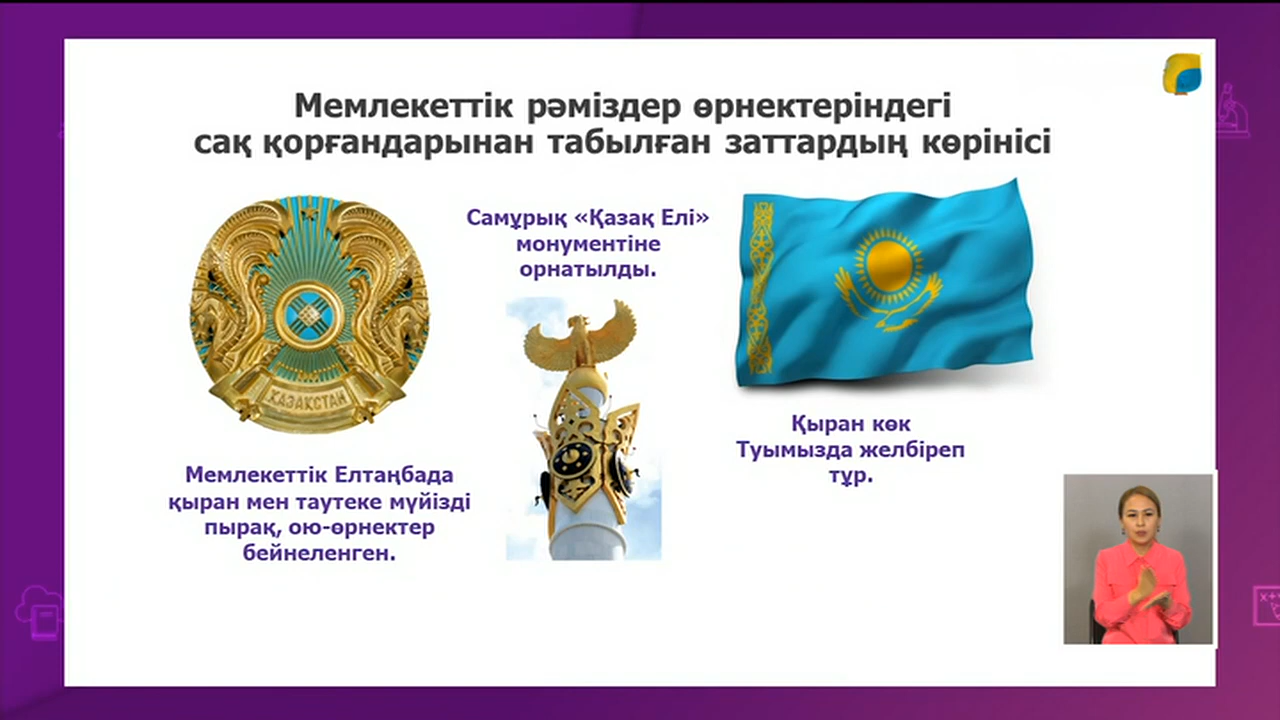 Мемлекеттік рәміздер өрнектеріндегі
сақ қорғандарынан табылған заттардың көрінісі
Самұрық «Қазақ Елі»
монументіне
орнатылды.
ҚАЗАҚСТАН
Қыран көк
Туымызда желбіреп
тұр.
Мемлекеттік Елтаңбада
қыран мен таутеке мүйізді
пырақ, ою-өрнектер
бейнеленген.